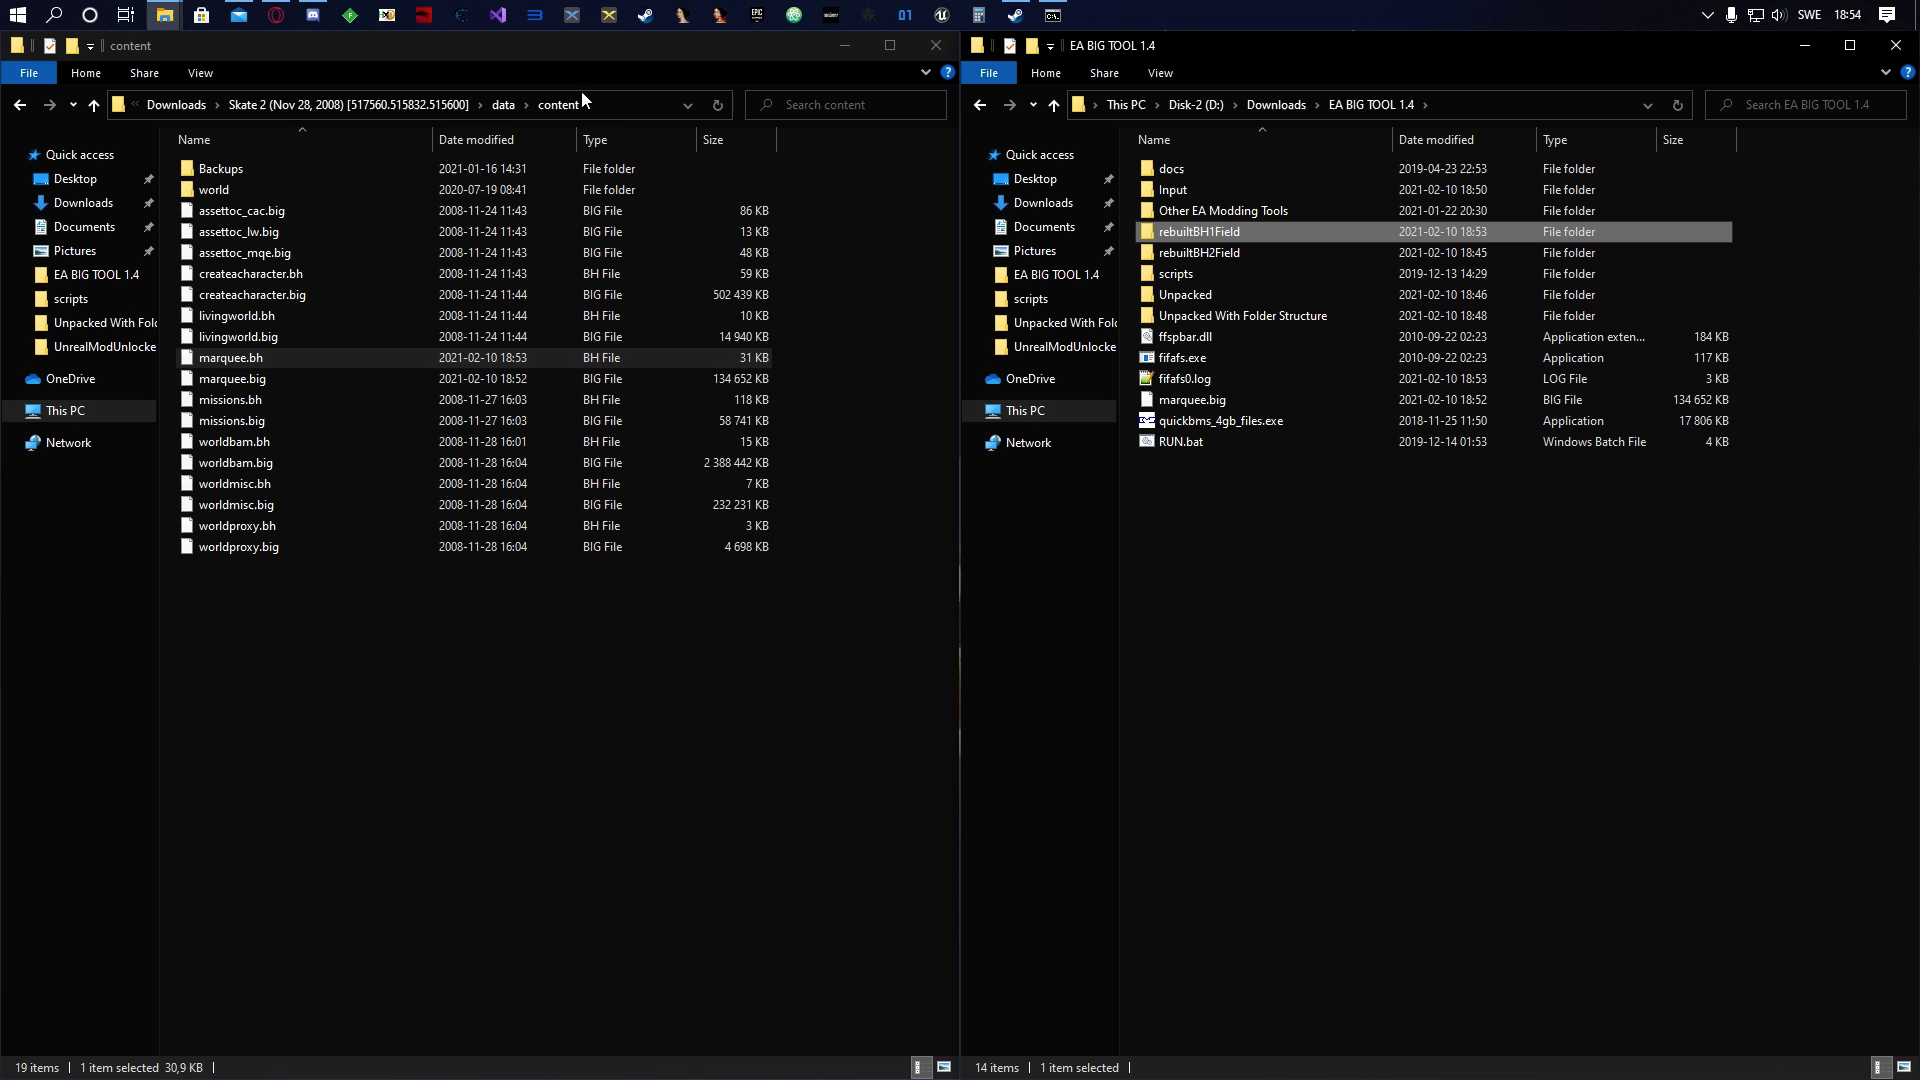 SWE 18:54
content
File Home Share View
Downloads Skate 2 (Nov 28, 2008) [517560.515832.515600] data content Search content
Name Date modified Type Size
Quick access
Desktop
Downloads
Documents
Pictures
EA BIG TOOL 1.4
scripts
Unpacked With Fol
UnrealModUnlocke
OneDrive
This PC
Network
Backups 2021-01-16 14:31 File folder
world 2020-07-19 08:41 File folder
assettoc_cac.big 2008-11-24 11:43 BIG File 86 KB
assettoc_lw.big 2008-11-24 11:43 BIG File 13 KB
assettoc_mqe.big 2008-11-24 11:43 BIG File 48 KB
createacharacter.bh 2008-11-24 11:43 BH File 59 KB
createacharacter.big 2008-11-24 11:44 BIG File 502 439 KB
livingworld.bh 2008-11-24 11:44 BH File 10 KB
livingworld.big 2008-11-24 11:44 BIG File 14 940 KB
marquee.bh 2021-02-10 18:53 BH File 31 KB
marquee.big 2021-02-10 18:52 BIG File 134 652 KB
missions.bh 2008-11-27 16:03 BH File 118 KB
missions.big 2008-11-27 16:03 BIG File 58 741 KB
worldbam.bh 2008-11-28 16:01 BH File 15 KB
worldbam.big 2008-11-28 16:04 BIG File 2 388 442 KB
worldmisc.bh 2008-11-28 16:04 BH File 7 KB
worldmisc.big 2008-11-28 16:04 BIG File 232 231 KB
worldproxy.bh 2008-11-28 16:04 BH File 3 KB
worldproxy.big 2008-11-28 16:04 BIG File 4 698 KB
19 items 1 item selected 30,9 KB
EA BIG TOOL 1.4
File Home Share View
This PC Disk-2 (D:) Downloads EA BIG TOOL 1.4 Search EA BIG TOOL 1.4
Name Date modified Type Size
Quick access
Desktop
Downloads
Documents
Pictures
EA BIG TOOL 1.4
scripts
Unpacked With Fol
UnrealModUnlocke
OneDrive
This PC
Network
docs 2019-04-23 22:53 File folder
Input 2021-02-10 18:50 File folder
Other EA Modding Tools 2021-01-22 20:30 File folder
rebuiltBH1Field 2021-02-10 18:53 File folder
rebuiltBH2Field 2021-02-10 18:45 File folder
scripts 2019-12-13 14:29 File folder
Unpacked 2021-02-10 18:46 File folder
Unpacked With Folder Structure 2021-02-10 18:48 File folder
ffspbar.dll 2010-09-22 02:23 Application exten... 184 KB
fifafs.exe 2010-09-22 02:23 Application 117 KB
fifafs0.log 2021-02-10 18:53 LOG File 3 KB
marquee.big 2021-02-10 18:52 BIG File 134 652 KB
quickbms_4gb_files.exe 2018-11-25 11:50 Application 17 806 KB
RUN.bat 2019-12-14 01:53 Windows Batch File 4 KB
14 items 1 item selected